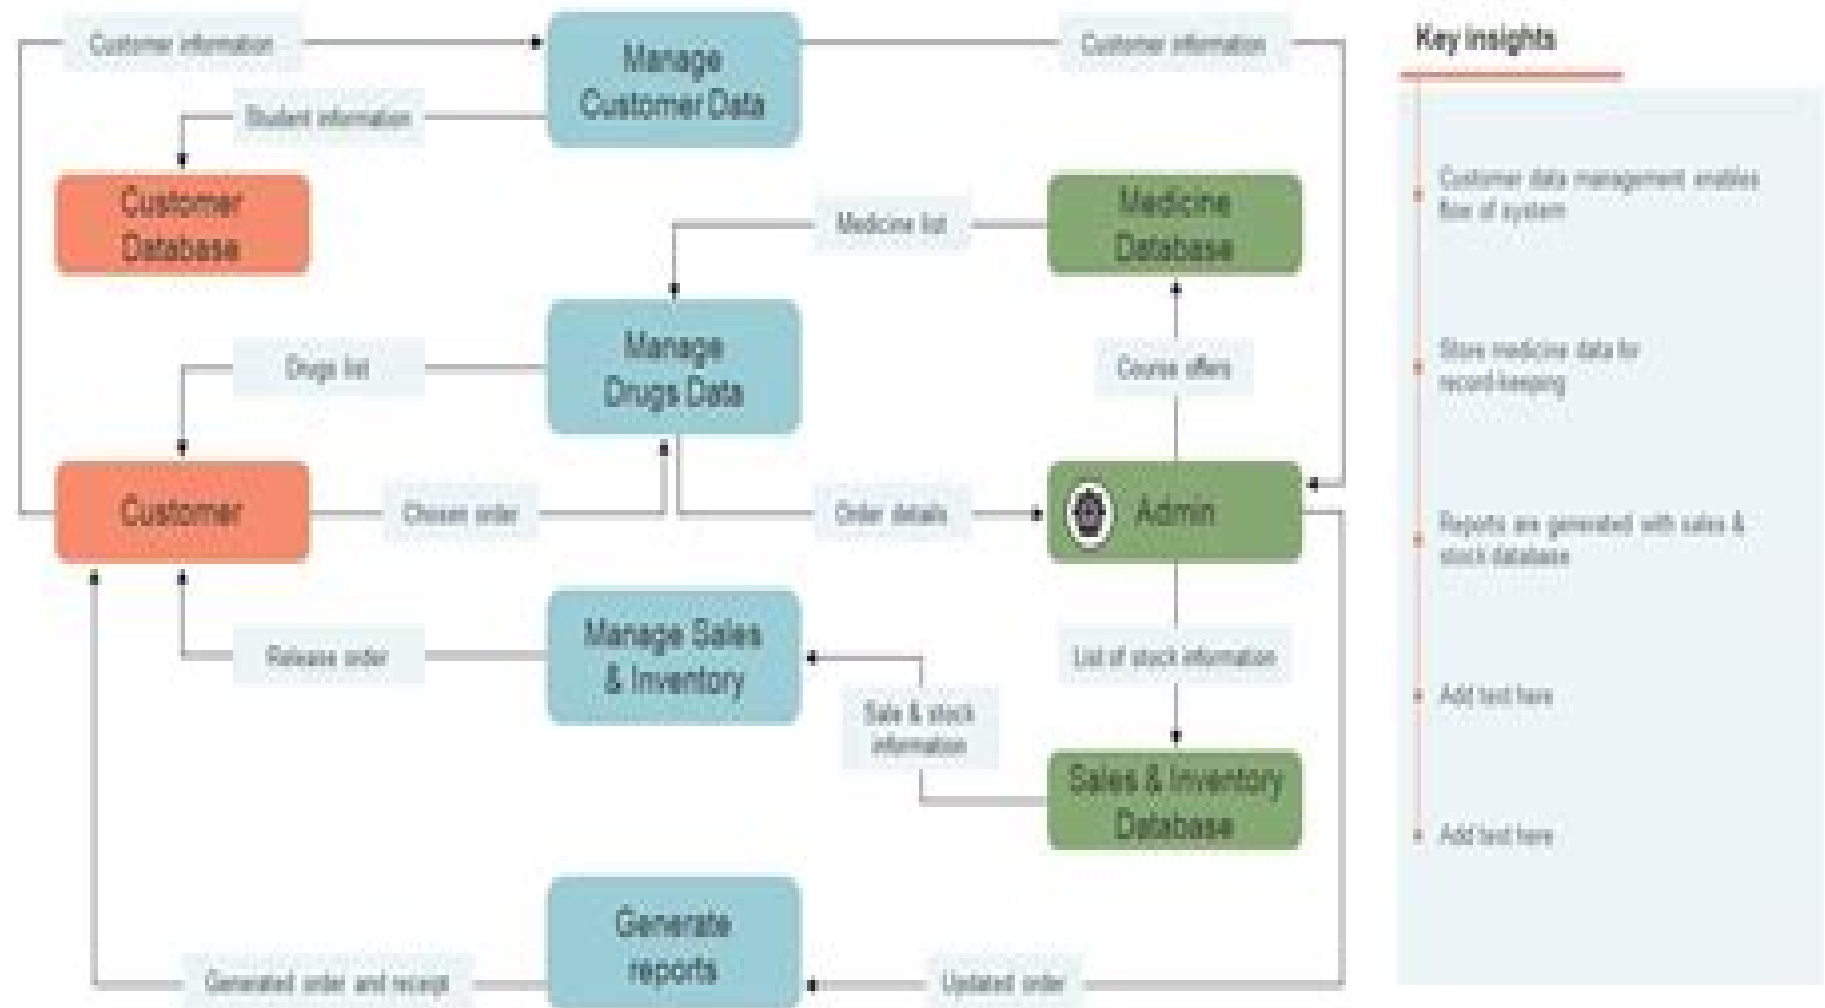 Customer information
Manage
Customer Data
Customer information
Key insights
Student information
Customer
Database
Medicine list
Medicine
Database
Customer data management enables
flow of system
Drugs list
Manage
Drugs Data
Course offers
Store medicine data for
record-keeping
Customer
Chosen order
Order details
Admin
Reports are generated with sales &
stock database
Release order
Manage Sales
& Inventory
List of stock information
Sale & stock
information
Add text here
Sales & Inventory
Database
Add text here
Generate
reports
Generated order and receipt
Updated order